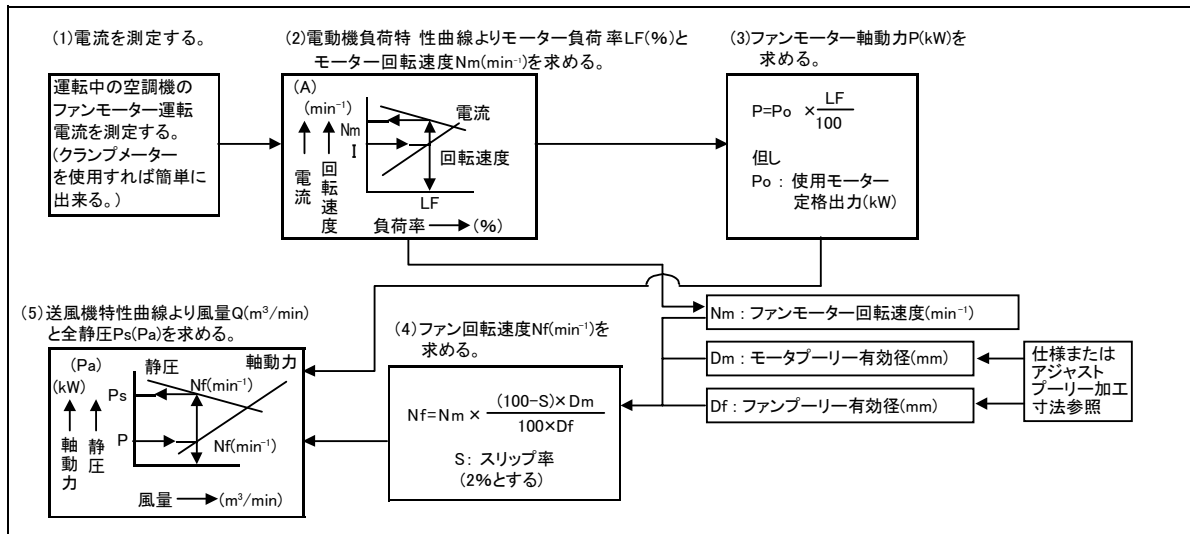 (1)電流を測定する。
運転中の空調機の
ファンモーター運転
電流を測定する。
(クランプメーター
を使用すれば簡単に
出来る。)
(2)電動機負荷特 性曲線よりモーター負荷 率LF(%)と
モーター回転速度Nm(min⁻¹)を求める。
(A)
(min⁻¹)
Nm
I
電流
回転速度
電流
回転速度
LF
負荷率 → (%)
(3)ファンモーター軸動力P(kW)を
求める。
P=Po ×LF/100
但し
Po : 使用モーター
定格出力(kW)
(5)送風機特性曲線より風量Q(m³/min)
と全静圧Ps(Pa)を求める。
(Pa)
(kW)
Ps
P
静圧
軸動力
Nf(min⁻¹)
Nf(min⁻¹)
軸動力
静圧
風量 → (m³/min)
(4)ファン回転速度Nf(min⁻¹)を
求める。
Nf=Nm × (100-S)×Dm/100×Df
S: スリップ率
(2%とする)
Nm : ファンモーター回転速度(min⁻¹)
Dm : モータプーリー有効径(mm)
Df : ファンプーリー有効径(mm)
仕様または
アジャスト
プーリー加工
寸法参照